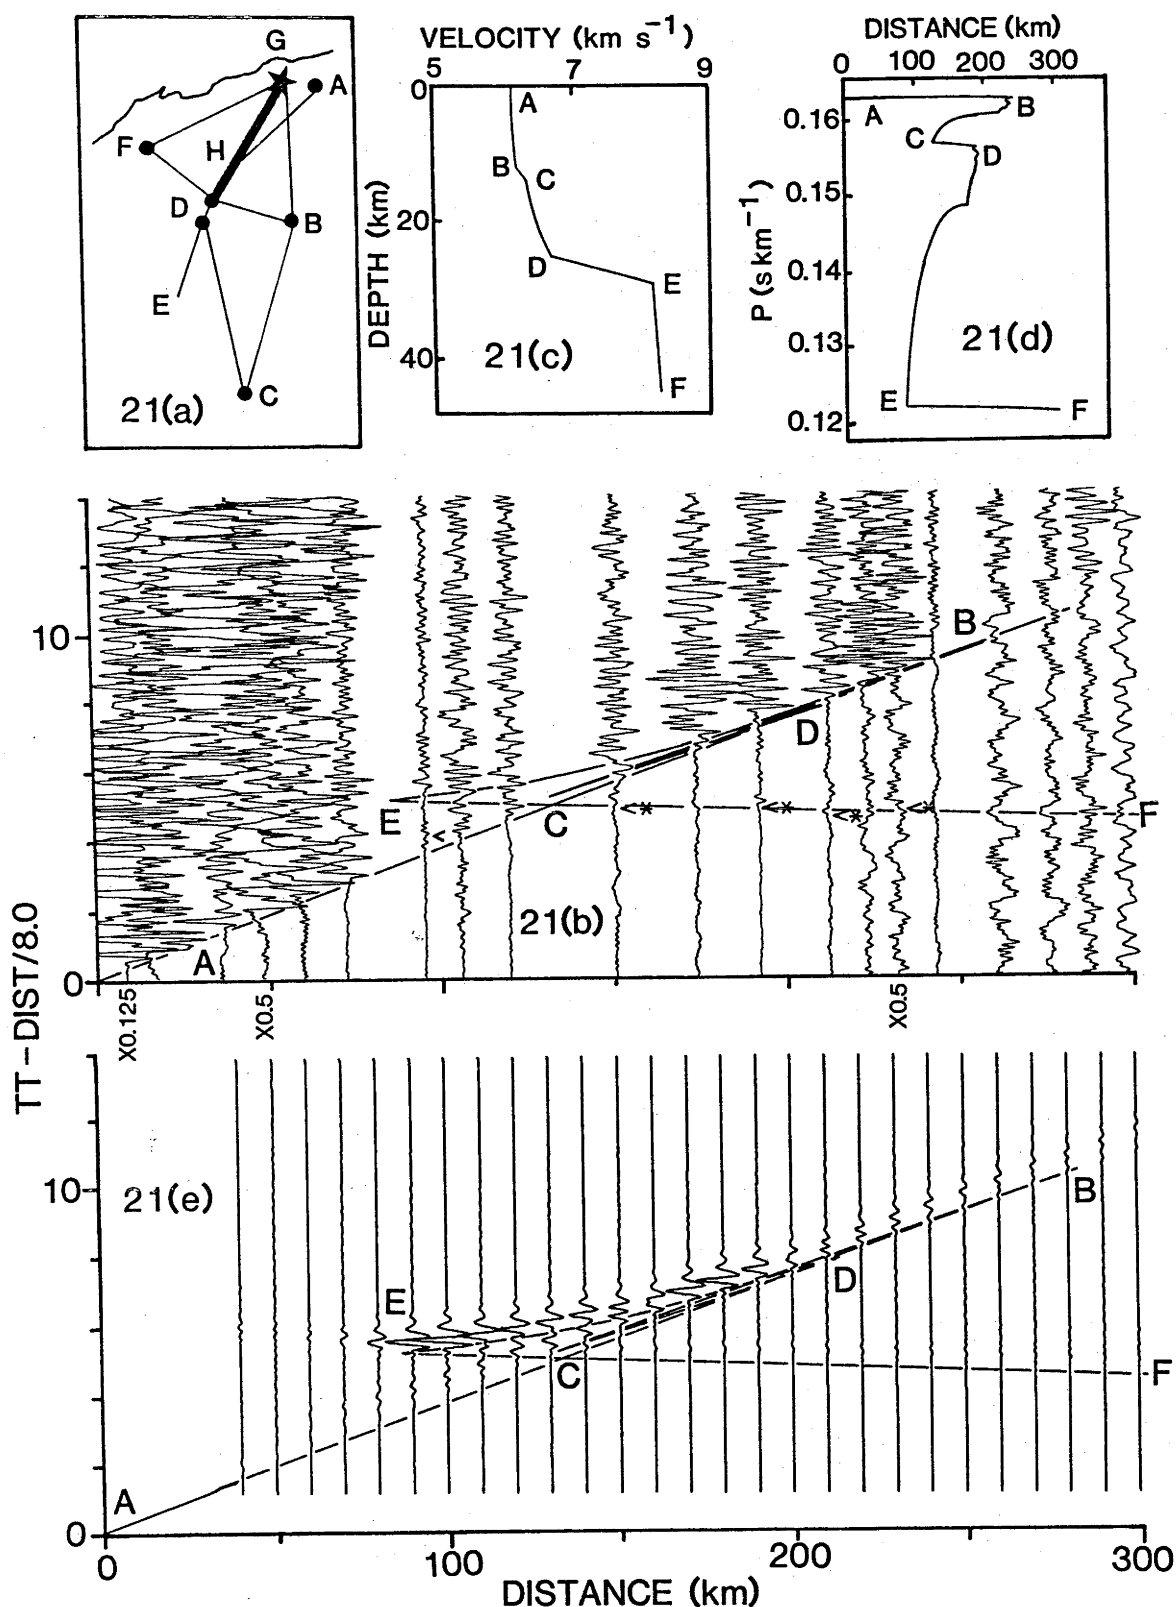 G
A
F
H
D
B
E
C
21(a)
VELOCITY (km s⁻¹)
5 7 9
0
A
B
C
20
D
E
40
F
DEPTH (km)
21(c)
DISTANCE (km)
0 100 200 300
0.16
A
B
C
D
0.15
0.14
0.13
E
F
0.12
P (s km⁻¹)
21(d)
10
B
D
E
C
F
21(b)
A
0
X0.125
X0.5
X0.5
TT – DIST/8.0
10
21(e)
B
E
D
C
F
A
0
0 100 200 300
DISTANCE (km)